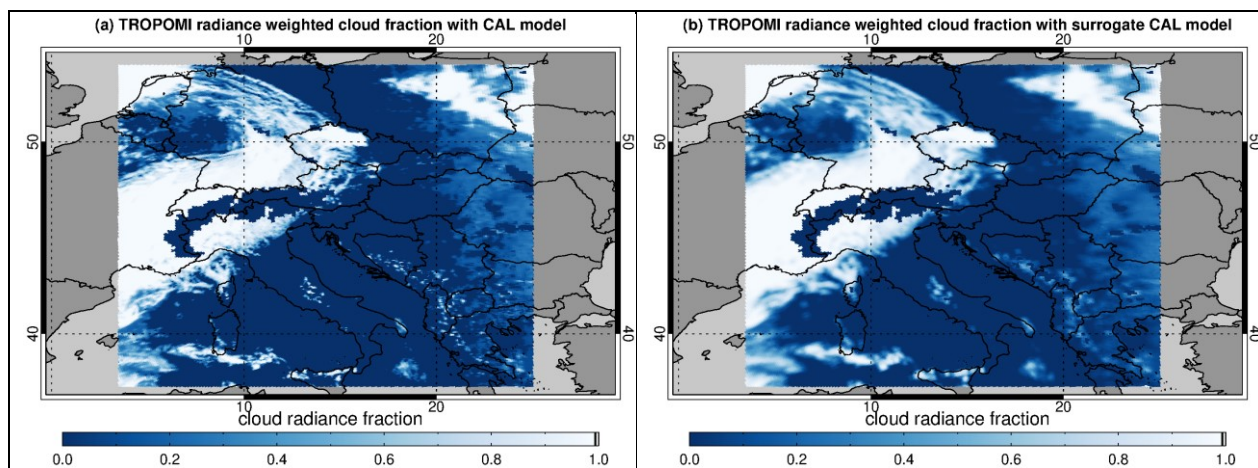 (a) TROPOMI radiance weighted cloud fraction with CAL model
10 20
50 50
40 40
10 20
cloud radiance fraction
0.0 0.2 0.4 0.6 0.8 1.0
(b) TROPOMI radiance weighted cloud fraction with surrogate CAL model
10 20
50 50
40 40
10 20
cloud radiance fraction
0.0 0.2 0.4 0.6 0.8 1.0